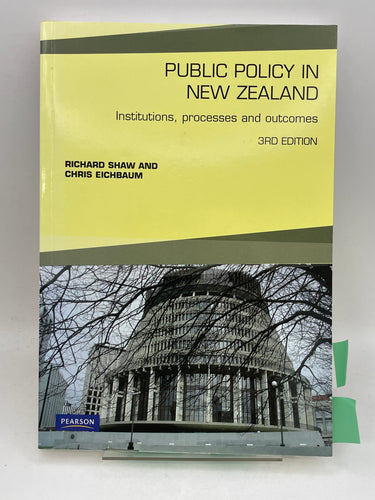 PUBLIC POLICY IN
NEW ZEALAND
Institutions, processes and outcomes
3RD EDITION
RICHARD SHAW AND
CHRIS EICHBAUM
PEARSON